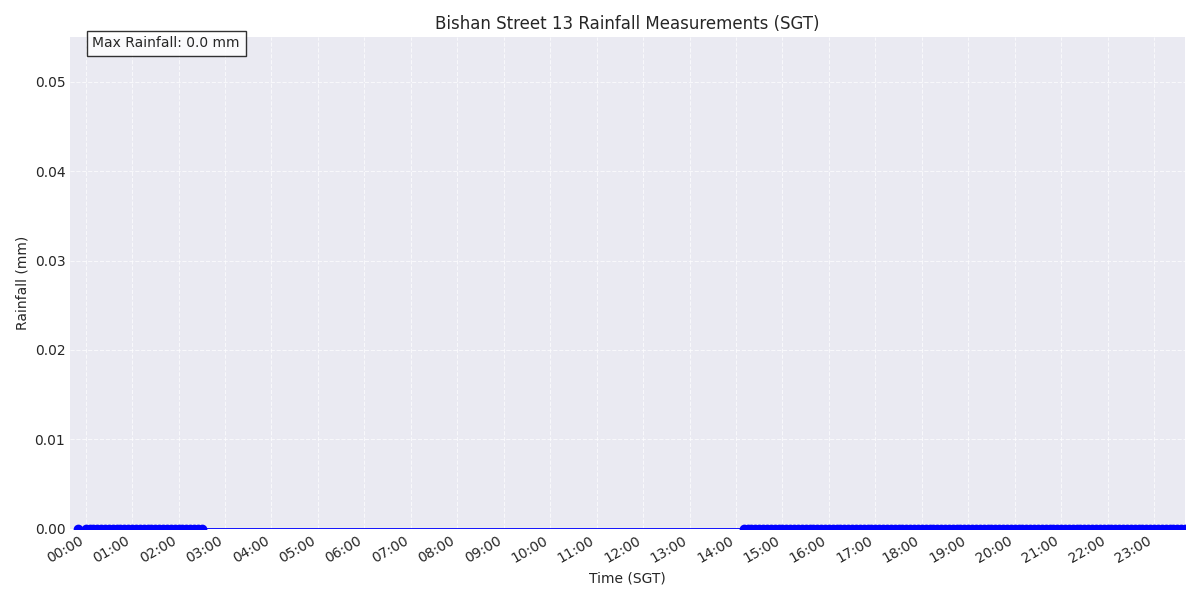 Bishan Street 13 Rainfall Measurements (SGT)
Max Rainfall: 0.0 mm
0.05
0.04
0.03
0.02
0.01
0.00
Rainfall (mm)
00:00 01:00 02:00 03:00 04:00 05:00 06:00 07:00 08:00 09:00 10:00 11:00 12:00 13:00 14:00 15:00 16:00 17:00 18:00 19:00 20:00 21:00 22:00 23:00
Time (SGT)